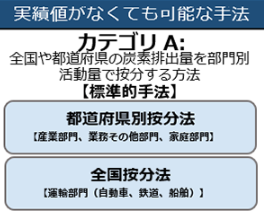 実績値がなくても可能な手法
カテゴリ A:
全国や都道府県の炭素排出量を部門別
活動量で按分する方法
【標準的手法】
都道府県別按分法
【産業部門、業務その他部門、家庭部門】
全国按分法
【運輸部門（自動車、鉄道、船舶）】